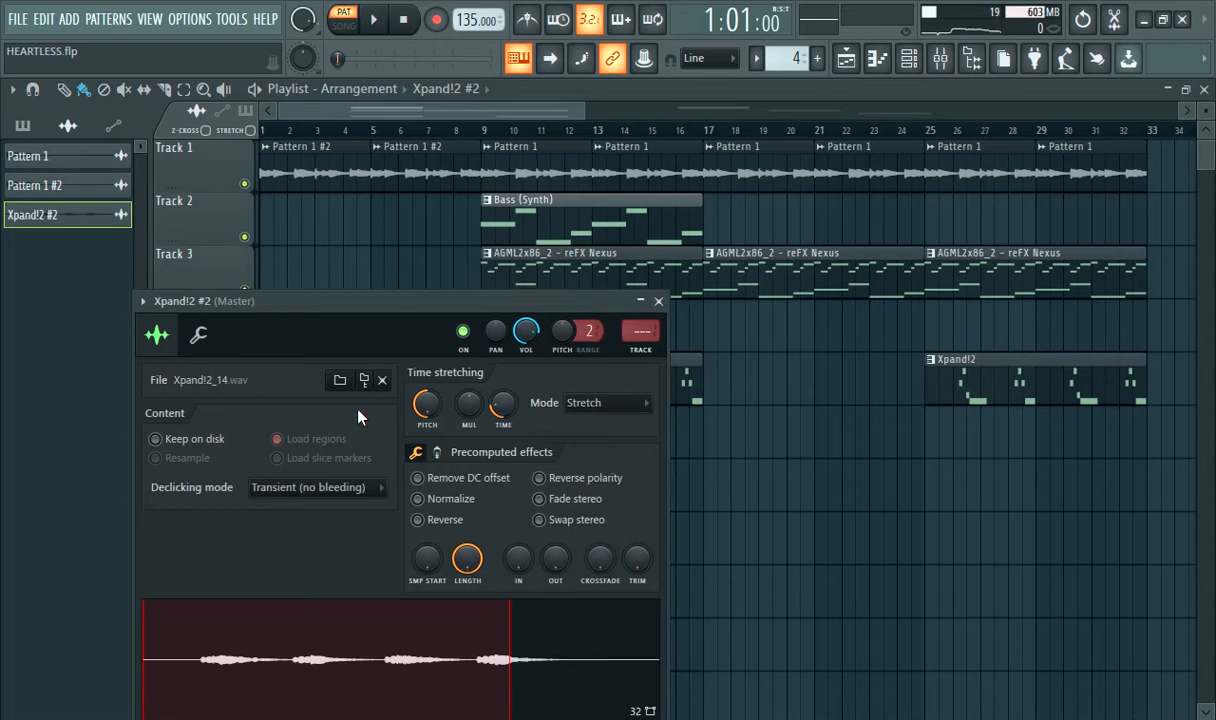 FILE EDIT ADD PATTERNS VIEW OPTIONS TOOLS HELP
PAT
SONG
135.000
3.2.
1:01:00
B:S:T
19
603 MB
0
HEARTLESS.flp
Line
4
Playlist - Arrangement Xpand!2 #2
Z-CROSS
STRETCH
1 2 3 4 5 6 7 8 9 10 11 12 13 14 15 16 17 18 19 20 21 22 23 24 25 26 27 28 29 30 31 32 33 34
Pattern 1
Pattern 1 #2
Xpand!2 #2
Track 1
Pattern 1 #2
Pattern 1 #2
Pattern 1
Pattern 1
Pattern 1
Pattern 1
Pattern 1
Pattern 1
Track 2
Bass (Synth)
Track 3
AGML2x86_2 - reFX Nexus
AGML2x86_2 - reFX Nexus
AGML2x86_2 - reFX Nexus
Xpand!2
Xpand!2 #2 (Master)
2
---
ON
PAN
VOL
PITCH
RANGE
TRACK
File Xpand!2_14.wav
Content
Keep on disk
Load regions
Resample
Load slice markers
Declicking mode
Transient (no bleeding)
Time stretching
PITCH
MUL
TIME
Mode
Stretch
Precomputed effects
Remove DC offset
Reverse polarity
Normalize
Fade stereo
Reverse
Swap stereo
SMP START
LENGTH
IN
OUT
CROSSFADE
TRIM
32